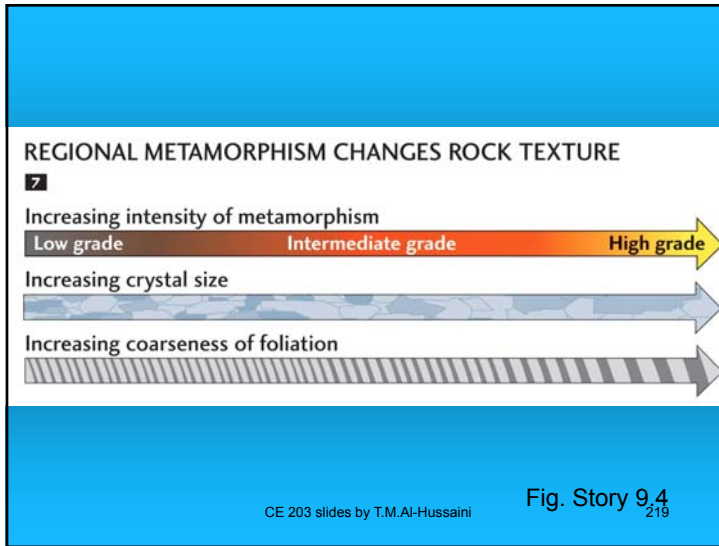 REGIONAL METAMORPHISM CHANGES ROCK TEXTURE
7
Increasing intensity of metamorphism
Low grade Intermediate grade High grade
Increasing crystal size
Increasing coarseness of foliation
CE 203 slides by T.M.Al-Hussaini
Fig. Story 9.4
219